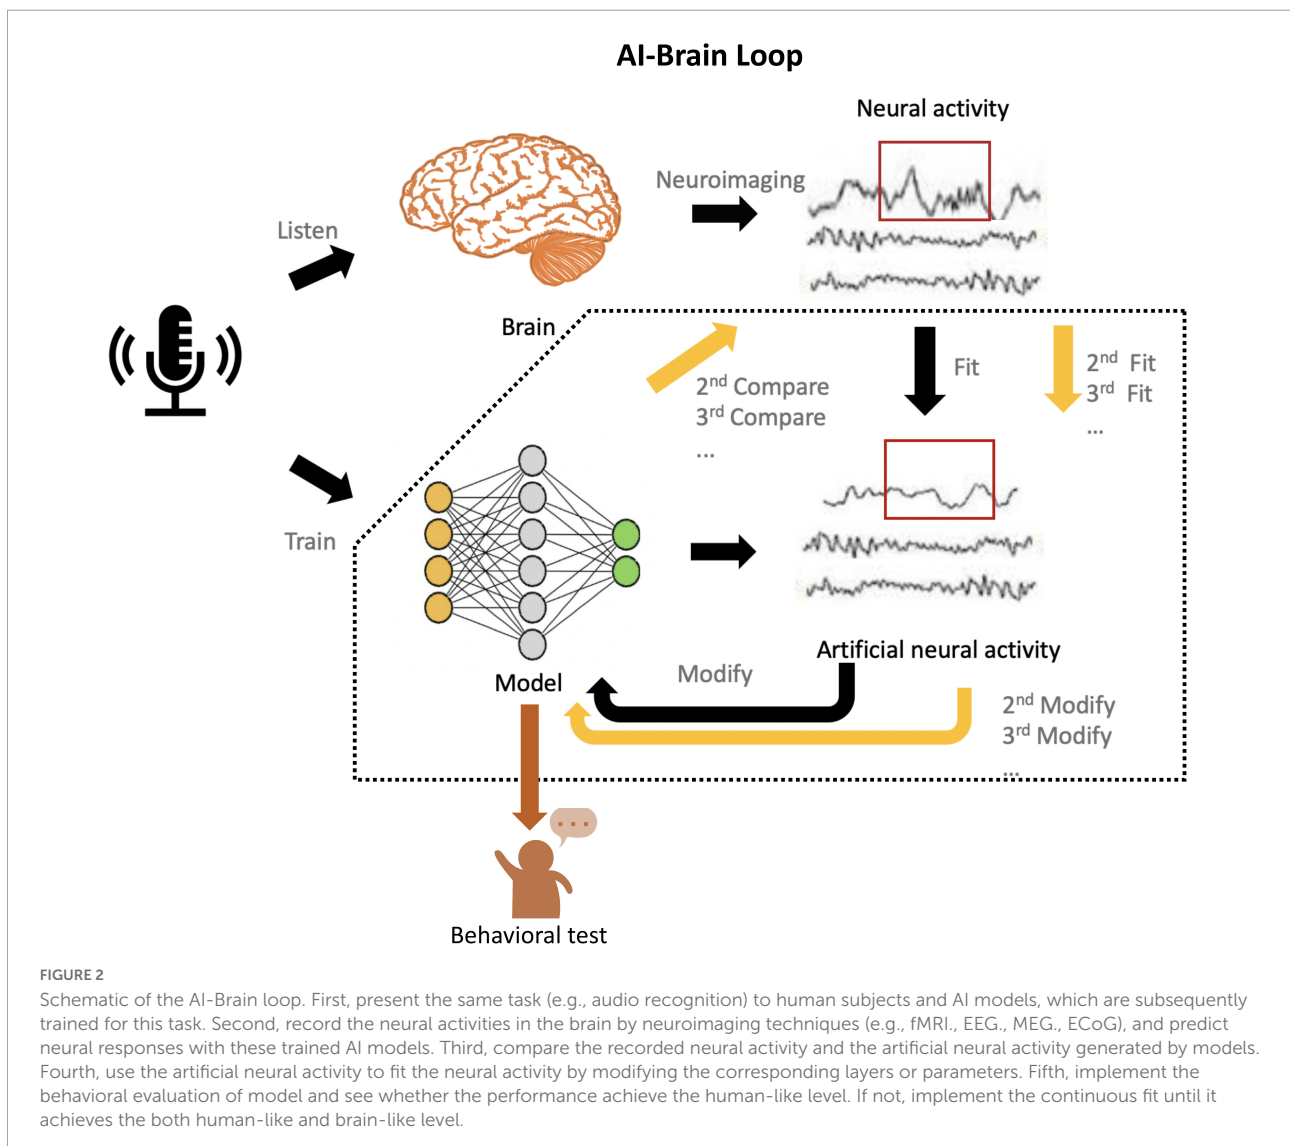 AI-Brain Loop
Neural activity
Neuroimaging
Listen
Brain
2nd Compare
3rd Compare
...
Fit
2nd Fit
3rd Fit
...
Train
Artificial neural activity
Model
Modify
2nd Modify
3rd Modify
...
Behavioral test
FIGURE 2
Schematic of the AI-Brain loop. First, present the same task (e.g., audio recognition) to human subjects and AI models, which are subsequently
trained for this task. Second, record the neural activities in the brain by neuroimaging techniques (e.g., fMRI., EEG., MEG., ECoG), and predict
neural responses with these trained AI models. Third, compare the recorded neural activity and the artificial neural activity generated by models.
Fourth, use the artificial neural activity to fit the neural activity by modifying the corresponding layers or parameters. Fifth, implement the
behavioral evaluation of model and see whether the performance achieve the human-like level. If not, implement the continuous fit until it
achieves the both human-like and brain-like level.